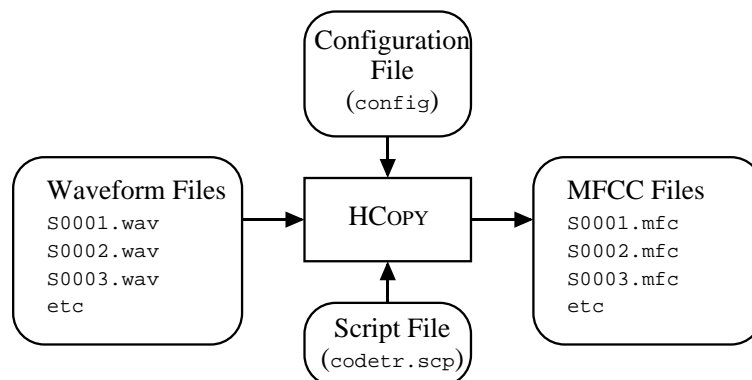 Configuration
File
(config)
Waveform Files
S0001.wav
S0002.wav
S0003.wav
etc
HCOPY
MFCC Files
S0001.mfc
S0002.mfc
S0003.mfc
etc
Script File
(codetr.scp)